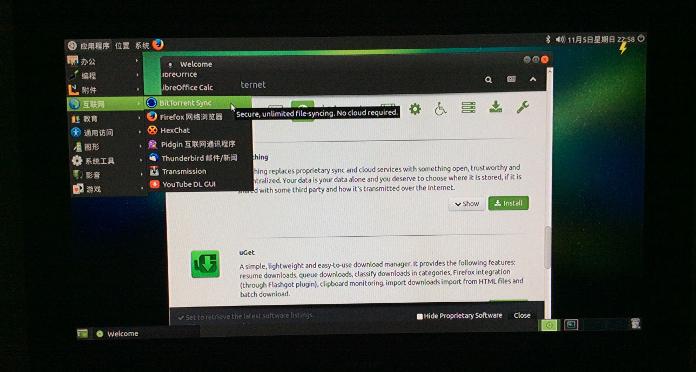 应用程序 位置 系统
11月5日星期日 22:58
办公
编程
附件
互联网
教育
通用访问
图形
系统工具
影音
游戏
LibreOffice Calc
BitTorrent Sync
Firefox 网络浏览器
HexChat
Pidgin 互联网通讯程序
Thunderbird 邮件/新闻
Transmission
YouTube DL GUI
Welcome
ternet
Secure, unlimited file-syncing. No cloud required.
hing
hing replaces proprietary sync and cloud services with something open, trustworthy and
ntralized. Your data is your data alone and you deserve to choose where it is stored, if it is
with some third party and how it's transmitted over the Internet.
Show
Install
uGet
uGet
A simple, lightweight and easy-to-use download manager. It provides the following features:
resume downloads, queue downloads, classify downloads in categories, Firefox integration
(through Flashgot plugin), clipboard monitoring, import downloads import from HTML files and
batch download.
Set to retrieve the latest software listings.
Hide Proprietary Software
Close
Welcome